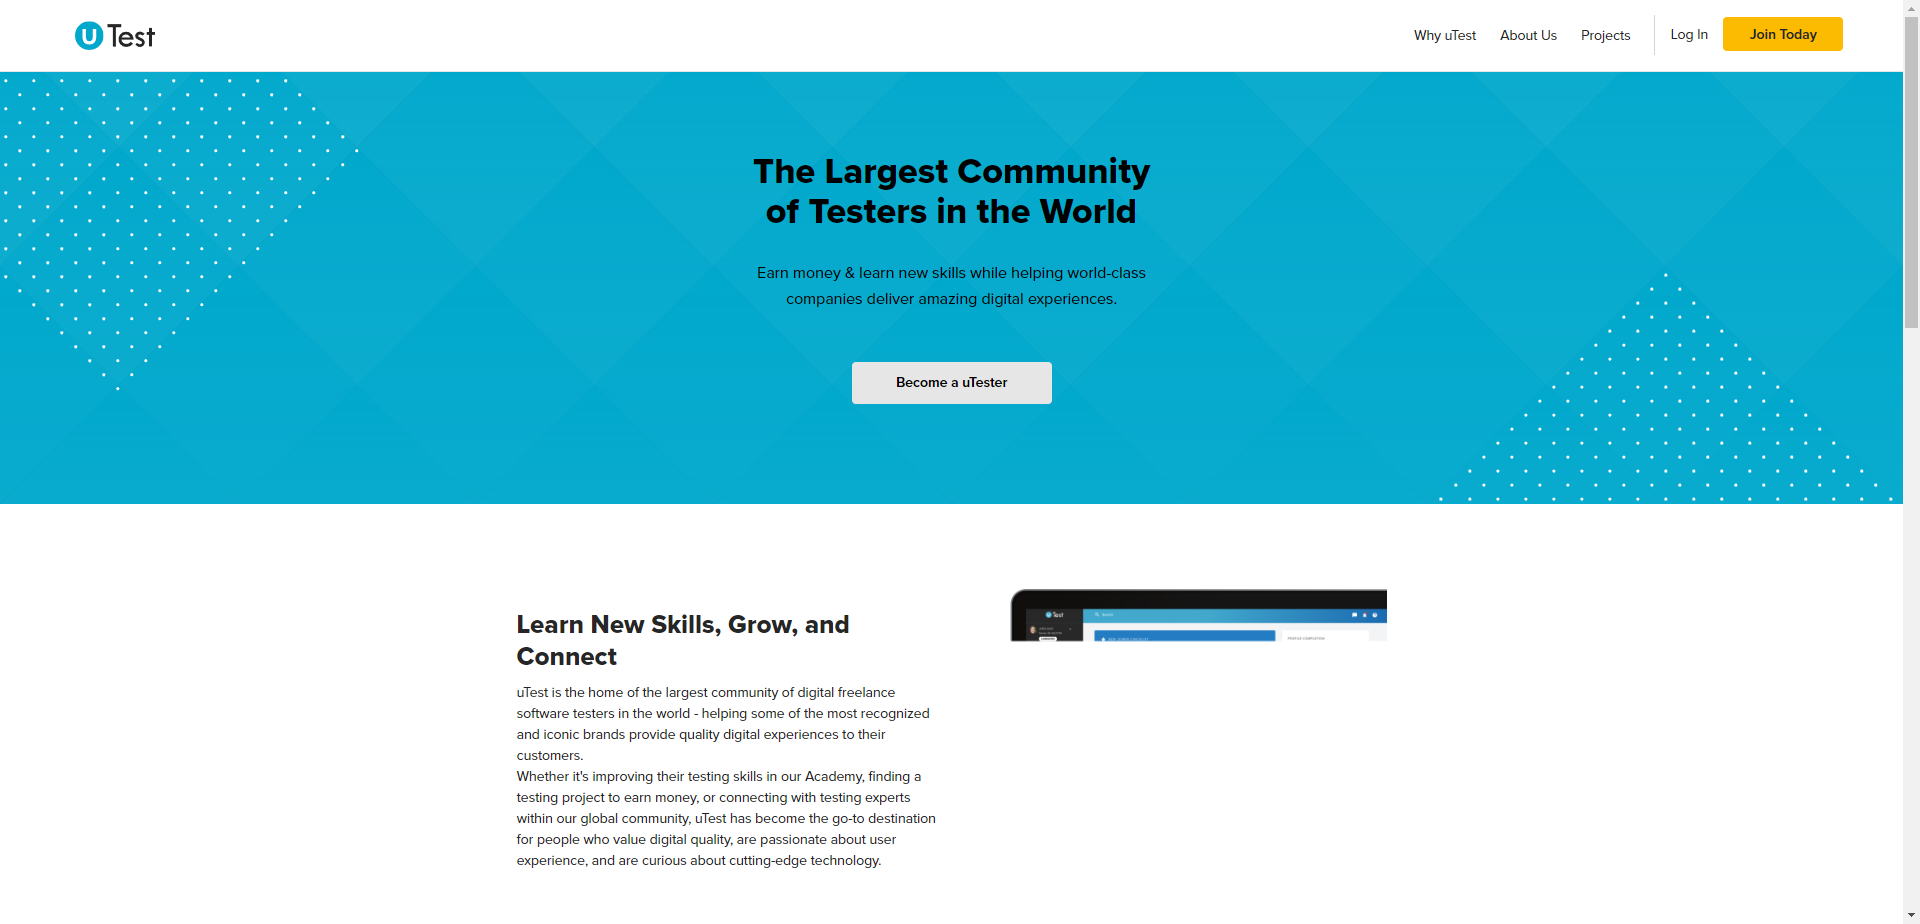 uTest
Why uTest
About Us
Projects
Log In
Join Today
The Largest Community
of Testers in the World
Earn money & learn new skills while helping world-class
companies deliver amazing digital experiences.
Become a uTester
Learn New Skills, Grow, and
Connect
uTest is the home of the largest community of digital freelance
software testers in the world - helping some of the most recognized
and iconic brands provide quality digital experiences to their
customers.
Whether it's improving their testing skills in our Academy, finding a
testing project to earn money, or connecting with testing experts
within our global community, uTest has become the go-to destination
for people who value digital quality, are passionate about user
experience, and are curious about cutting-edge technology.
uTest
Search
PROFILE COMPLETION